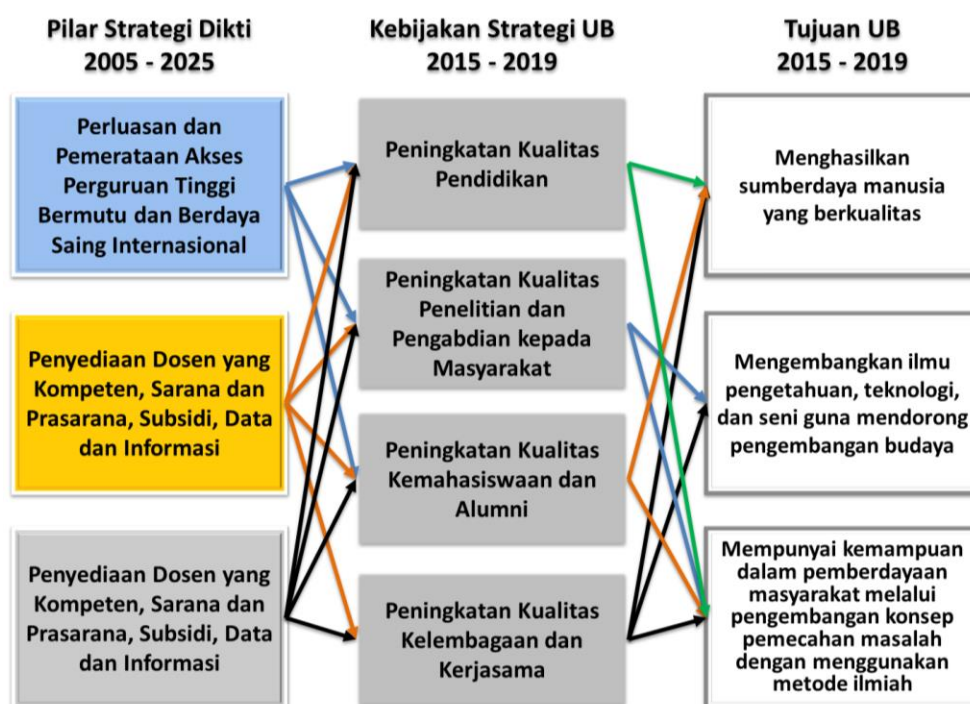 Pilar Strategi Dikti
2005 - 2025
Perluasan dan
Pemerataan Akses
Perguruan Tinggi
Bermutu dan Berdaya
Saing Internasional
Penyediaan Dosen yang
Kompeten, Sarana dan
Prasarana, Subsidi, Data
dan Informasi
Penyediaan Dosen yang
Kompeten, Sarana dan
Prasarana, Subsidi, Data
dan Informasi
Kebijakan Strategi UB
2015 - 2019
Peningkatan Kualitas
Pendidikan
Peningkatan Kualitas
Penelitian dan
Pengabdian kepada
Masyarakat
Peningkatan Kualitas
Kemahasiswaan dan
Alumni
Peningkatan Kualitas
Kelembagaan dan
Kerjasama
Tujuan UB
2015 - 2019
Menghasilkan
sumberdaya manusia
yang berkualitas
Mengembangkan ilmu
pengetahuan, teknologi,
dan seni guna mendorong
pengembangan budaya
Mempunyai kemampuan
dalam pemberdayaan
masyarakat melalui
pengembangan konsep
pemecahan masalah
dengan menggunakan
metode ilmiah